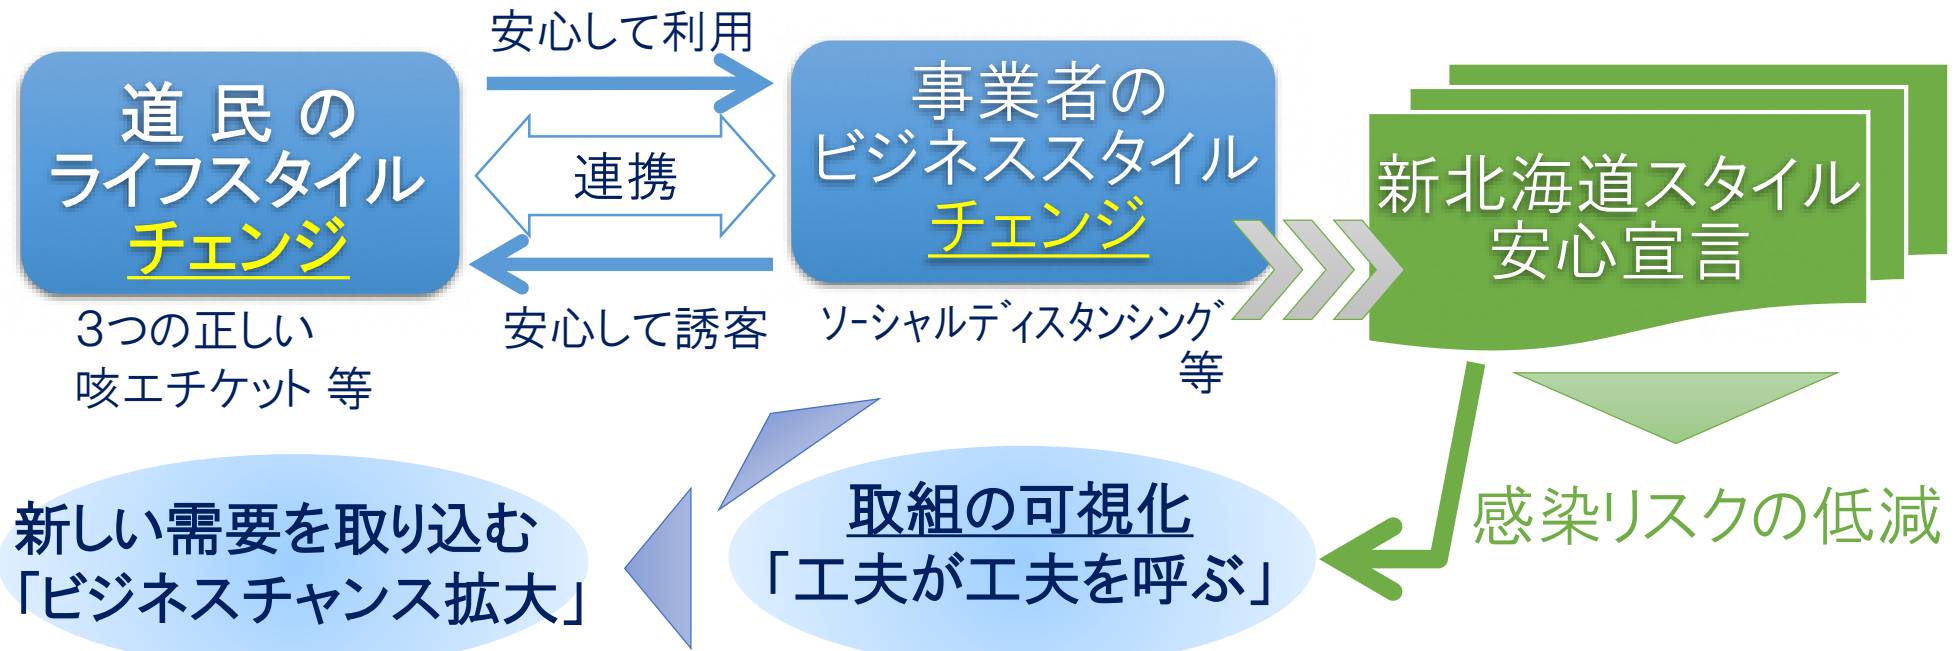 安心して利用
道 民 の
ライフスタイル
チェンジ
連携
事業者の
ビジネススタイル
チェンジ
新北海道スタイル
安心宣言
安心して誘客
3つの正しい
咳エチケット 等
ｿｰｼｬﾙﾃﾞｨｽﾀﾝｼﾝｸﾞ
等
感染リスクの低減
取組の可視化
「工夫が工夫を呼ぶ」
新しい需要を取り込む
「ビジネスチャンス拡大」